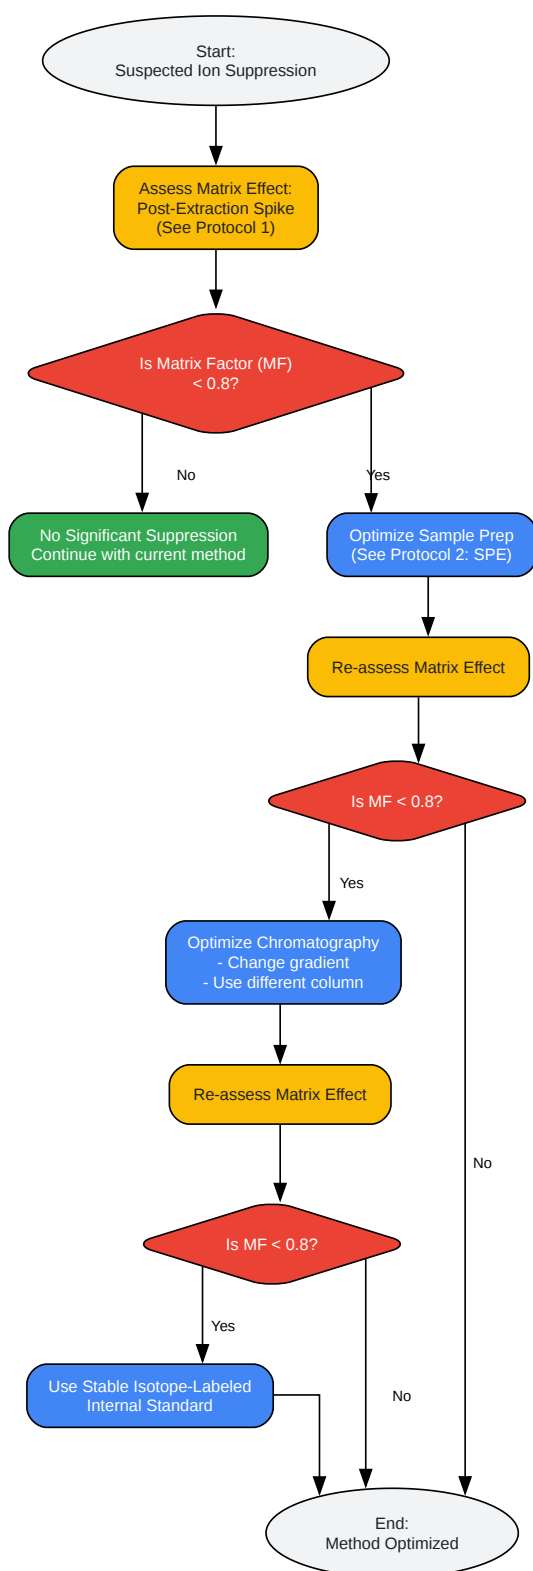 Start:
Suspected Ion Suppression
Assess Matrix Effect:
Post-Extraction Spike
(See Protocol 1)
Is Matrix Factor (MF)
< 0.8?
No
Yes
No Significant Suppression
Continue with current method
Optimize Sample Prep
(See Protocol 2: SPE)
Re-assess Matrix Effect
Is MF < 0.8?
Yes
Optimize Chromatography
- Change gradient
- Use different column
Re-assess Matrix Effect
No
Is MF < 0.8?
Yes
Use Stable Isotope-Labeled
Internal Standard
No
End:
Method Optimized